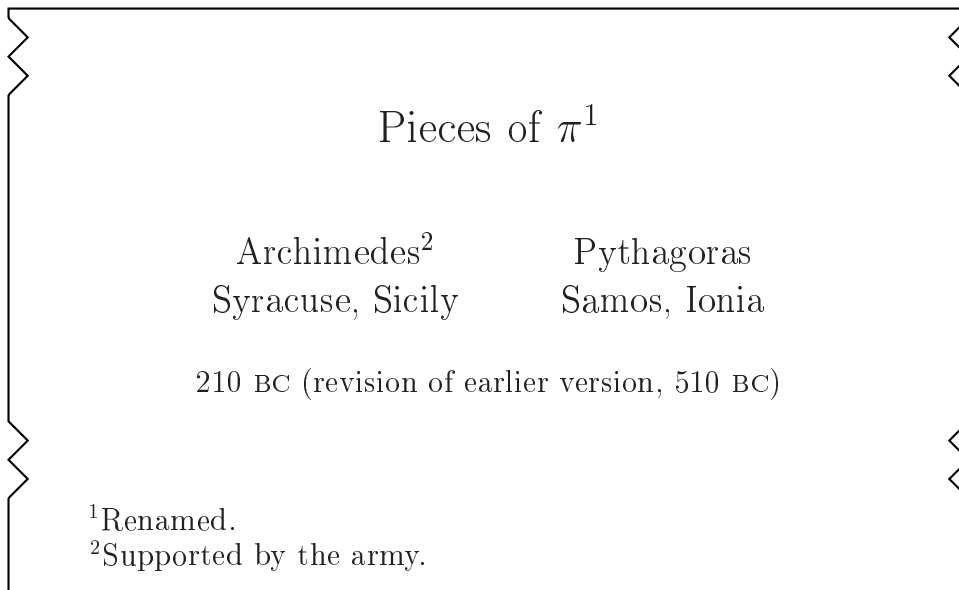 Pieces of π¹
Archimedes² Pythagoras
Syracuse, Sicily Samos, Ionia
210 BC (revision of earlier version, 510 BC)
¹Renamed.
²Supported by the army.